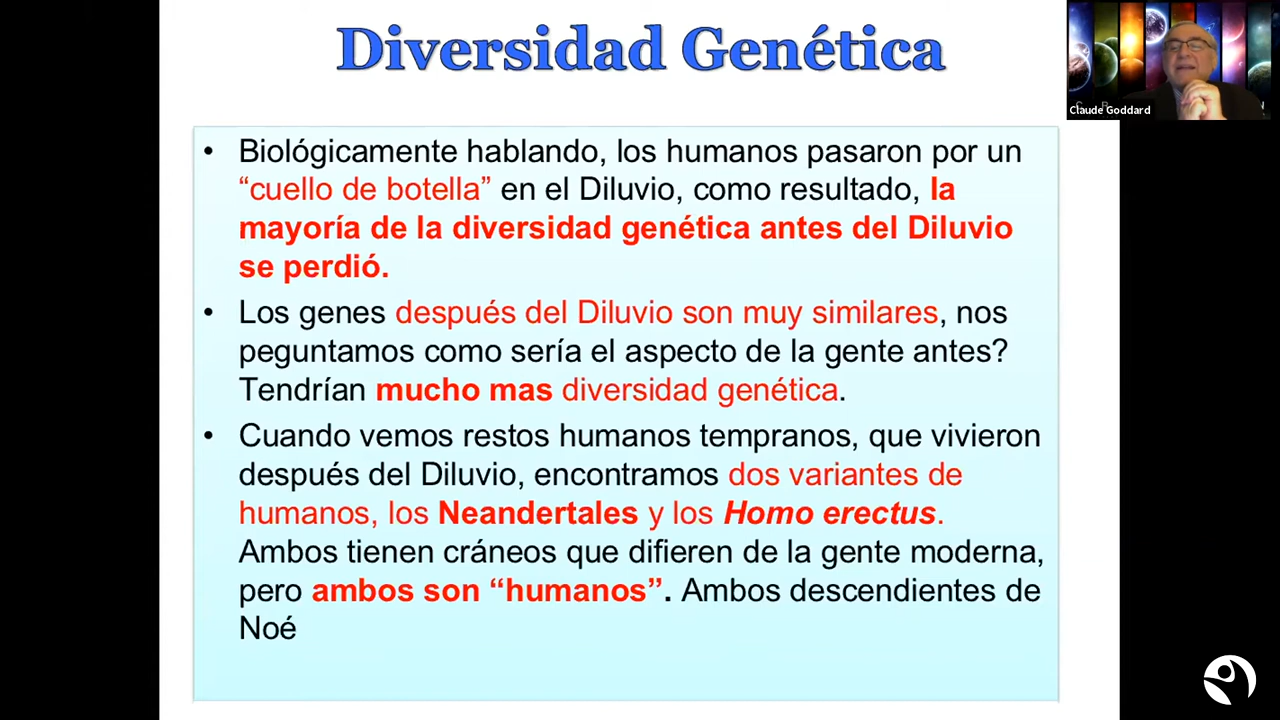 Diversidad Genética
Claude Goddard
• Biológicamente hablando, los humanos pasaron por un
“cuello de botella” en el Diluvio, como resultado, la
mayoría de la diversidad genética antes del Diluvio
se perdió.
• Los genes después del Diluvio son muy similares, nos
peguntamos como sería el aspecto de la gente antes?
Tendrían mucho mas diversidad genética.
• Cuando vemos restos humanos tempranos, que vivieron
después del Diluvio, encontramos dos variantes de
humanos, los Neandertales y los Homo erectus.
Ambos tienen cráneos que difieren de la gente moderna,
pero ambos son “humanos”. Ambos descendientes de
Noé